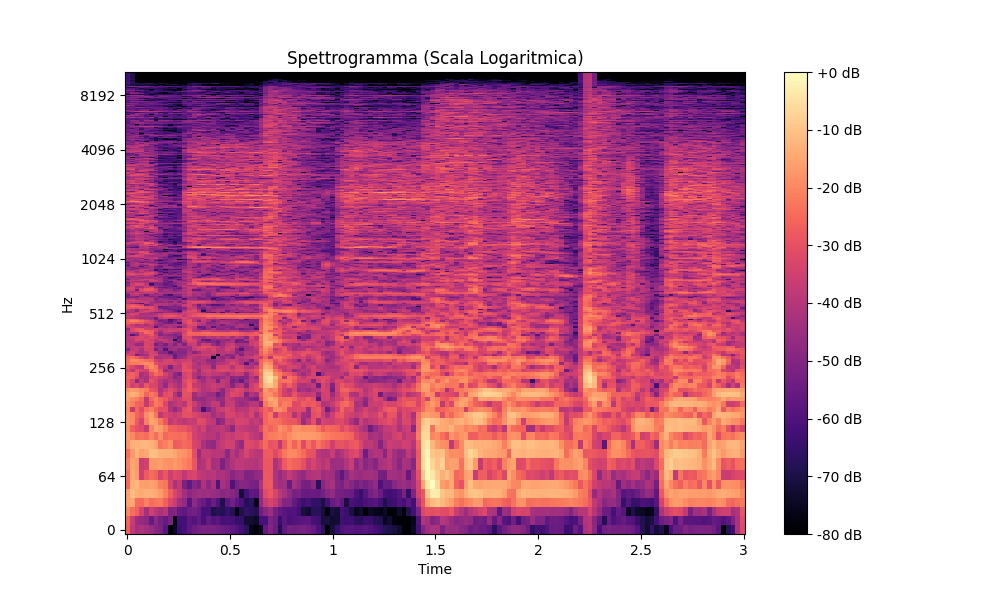 Spettrogramma (Scala Logaritmica)
Hz
8192
4096
2048
1024
512
256
128
64
0
0
0.5
1
1.5
2
2.5
3
Time
+0 dB
-10 dB
-20 dB
-30 dB
-40 dB
-50 dB
-60 dB
-70 dB
-80 dB